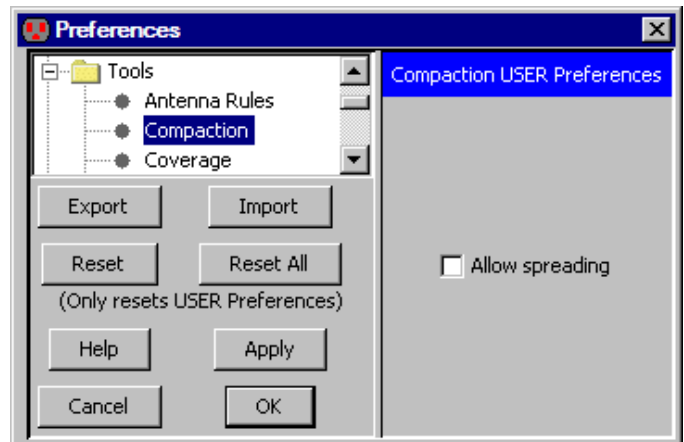 Preferences
Tools
Antenna Rules
Compaction
Coverage
Export
Import
Reset
Reset All
(Only resets USER Preferences)
Help
Apply
Cancel
OK
Compaction USER Preferences
Allow spreading